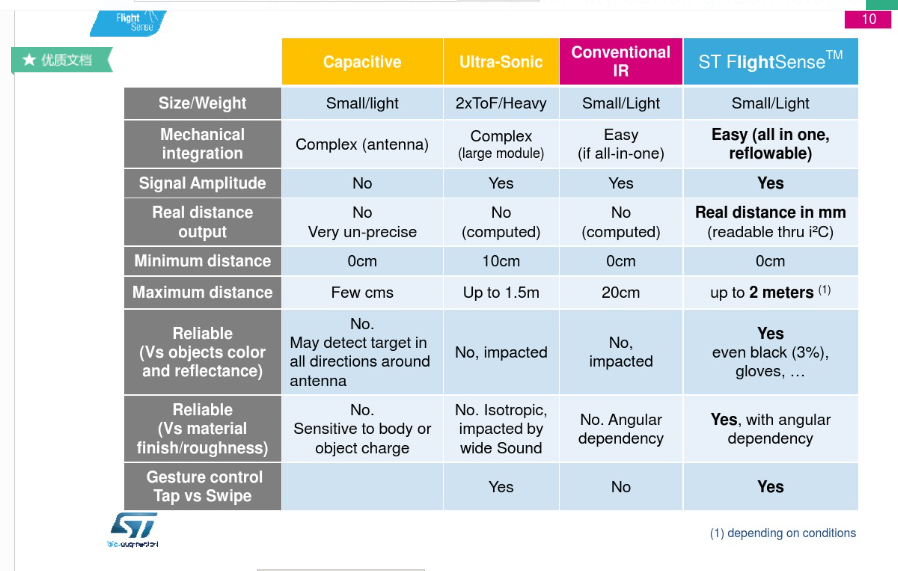 Flight
Sense
10
优质文档
Capacitive
Ultra-Sonic
Conventional
IR
ST FlightSense™
Size/Weight
Small/light
2xToF/Heavy
Small/Light
Small/Light
Mechanical
integration
Complex (antenna)
Complex
(large module)
Easy
(if all-in-one)
Easy (all in one,
reflowable)
Signal Amplitude
No
Yes
Yes
Yes
Real distance
output
No
Very un-precise
No
(computed)
No
(computed)
Real distance in mm
(readable thru i²C)
Minimum distance
0cm
10cm
0cm
0cm
Maximum distance
Few cms
Up to 1.5m
20cm
up to 2 meters (1)
Reliable
(Vs objects color
and reflectance)
No.
May detect target in
all directions around
antenna
No, impacted
No,
impacted
Yes
even black (3%),
gloves, …
Reliable
(Vs material
finish/roughness)
No.
Sensitive to body or
object charge
No. Isotropic,
impacted by
wide Sound
No. Angular
dependency
Yes, with angular
dependency
Gesture control
Tap vs Swipe
Yes
No
Yes
ST
(1) depending on conditions